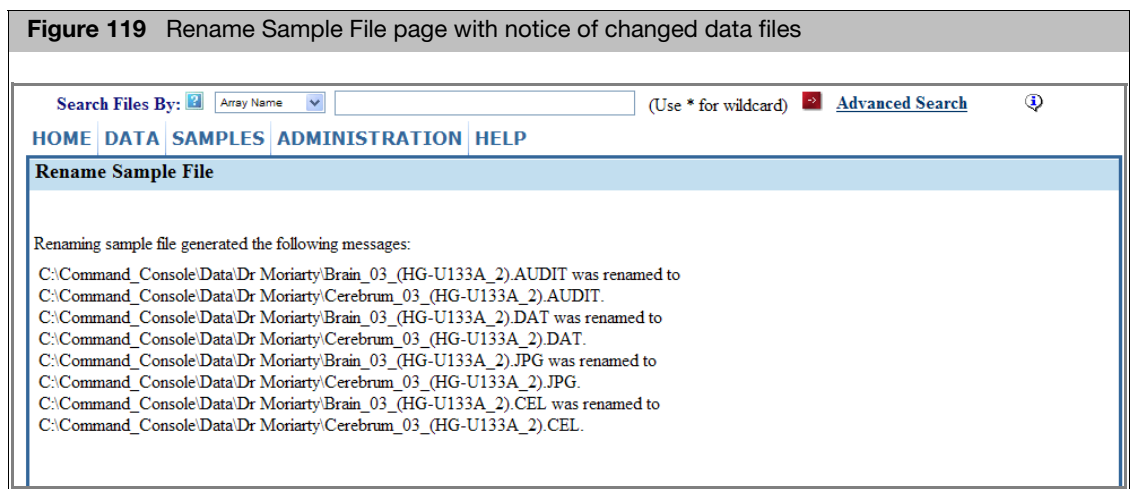 Figure 119 Rename Sample File page with notice of changed data files
Search Files By: ? Array Name (Use * for wildcard) Advanced Search
HOME DATA SAMPLES ADMINISTRATION HELP
Rename Sample File
Renaming sample file generated the following messages:
C:\Command_Console\Data\Dr Moriarty\Brain_03_(HG-U133A_2).AUDIT was renamed to
C:\Command_Console\Data\Dr Moriarty\Cerebrum_03_(HG-U133A_2).AUDIT.
C:\Command_Console\Data\Dr Moriarty\Brain_03_(HG-U133A_2).DAT was renamed to
C:\Command_Console\Data\Dr Moriarty\Cerebrum_03_(HG-U133A_2).DAT.
C:\Command_Console\Data\Dr Moriarty\Brain_03_(HG-U133A_2).JPG was renamed to
C:\Command_Console\Data\Dr Moriarty\Cerebrum_03_(HG-U133A_2).JPG.
C:\Command_Console\Data\Dr Moriarty\Brain_03_(HG-U133A_2).CEL was renamed to
C:\Command_Console\Data\Dr Moriarty\Cerebrum_03_(HG-U133A_2).CEL.